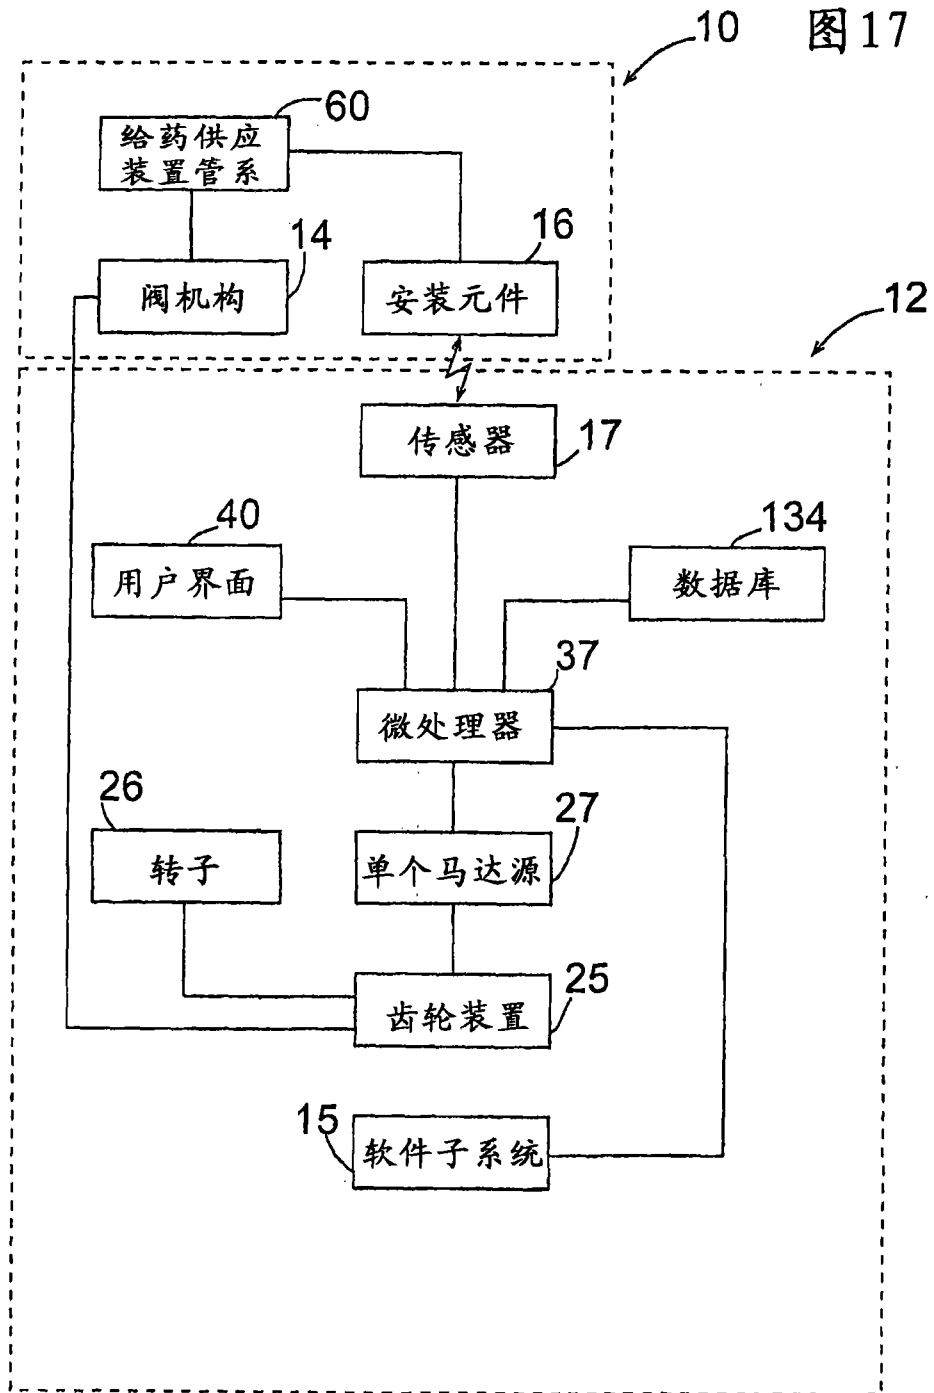 图17
10
60
给药供应
装置管系
14
阀机构
16
安装元件
12
传感器
17
40
用户界面
134
数据库
37
微处理器
26
转子
27
单个马达源
25
齿轮装置
15
软件子系统